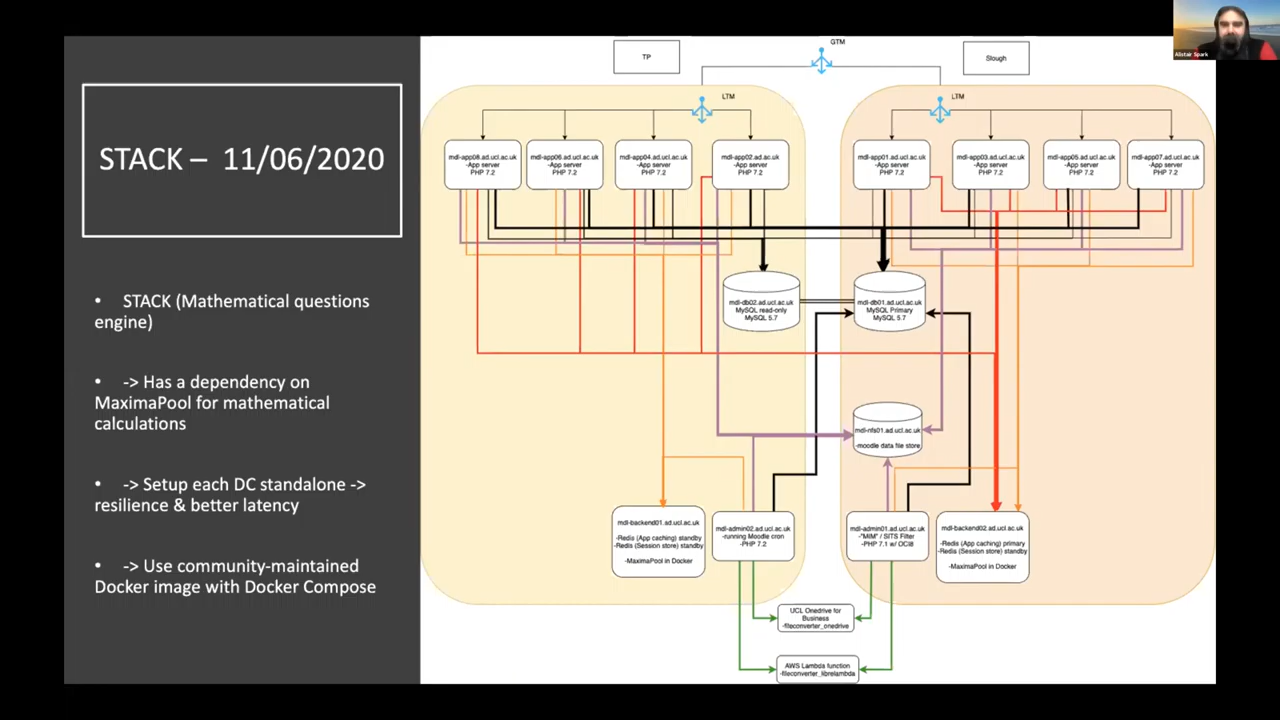 Alistair Spark
STACK – 11/06/2020
• STACK (Mathematical questions
engine)
• -> Has a dependency on
MaximaPool for mathematical
calculations
• -> Setup each DC standalone ->
resilience & better latency
• -> Use community-maintained
Docker image with Docker Compose
GTM
TP
Slough
LTM
LTM
mdl-app08.ad.ucl.ac.uk
-App server
PHP 7.2
mdl-app06.ad.ucl.ac.uk
-App server
PHP 7.2
mdl-app04.ad.ucl.ac.uk
-App server
PHP 7.2
mdl-app02.ad.ucl.ac.uk
-App server
PHP 7.2
mdl-app01.ad.ucl.ac.uk
-App server
PHP 7.2
mdl-app03.ad.ucl.ac.uk
-App server
PHP 7.2
mdl-app05.ad.ucl.ac.uk
-App server
PHP 7.2
mdl-app07.ad.ucl.ac.uk
-App server
PHP 7.2
mdl-db02.ad.ucl.ac.uk
MySQL read-only
MySQL 5.7
mdl-db01.ad.ucl.ac.uk
MySQL Primary
MySQL 5.7
mdl-nfs01.ad.ucl.ac.uk
-moodle data file store
mdl-backend01.ad.ucl.ac.uk
-Redis (App caching) standby
-Redis (Session store) standby
-MaximaPool in Docker
mdl-admin02.ad.ucl.ac.uk
-running Moodle cron
-PHP 7.2
mdl-admin01.ad.ucl.ac.uk
-"MIM" / SITS Filter
-PHP 7.1 w/ OCI8
mdl-backend02.ad.ucl.ac.uk
-Redis (App caching) primary
-Redis (Session store) standby
-MaximaPool in Docker
UCL Onedrive for
Business
-fileconverter_onedrive
AWS Lambda function
-fileconverter_librelambda